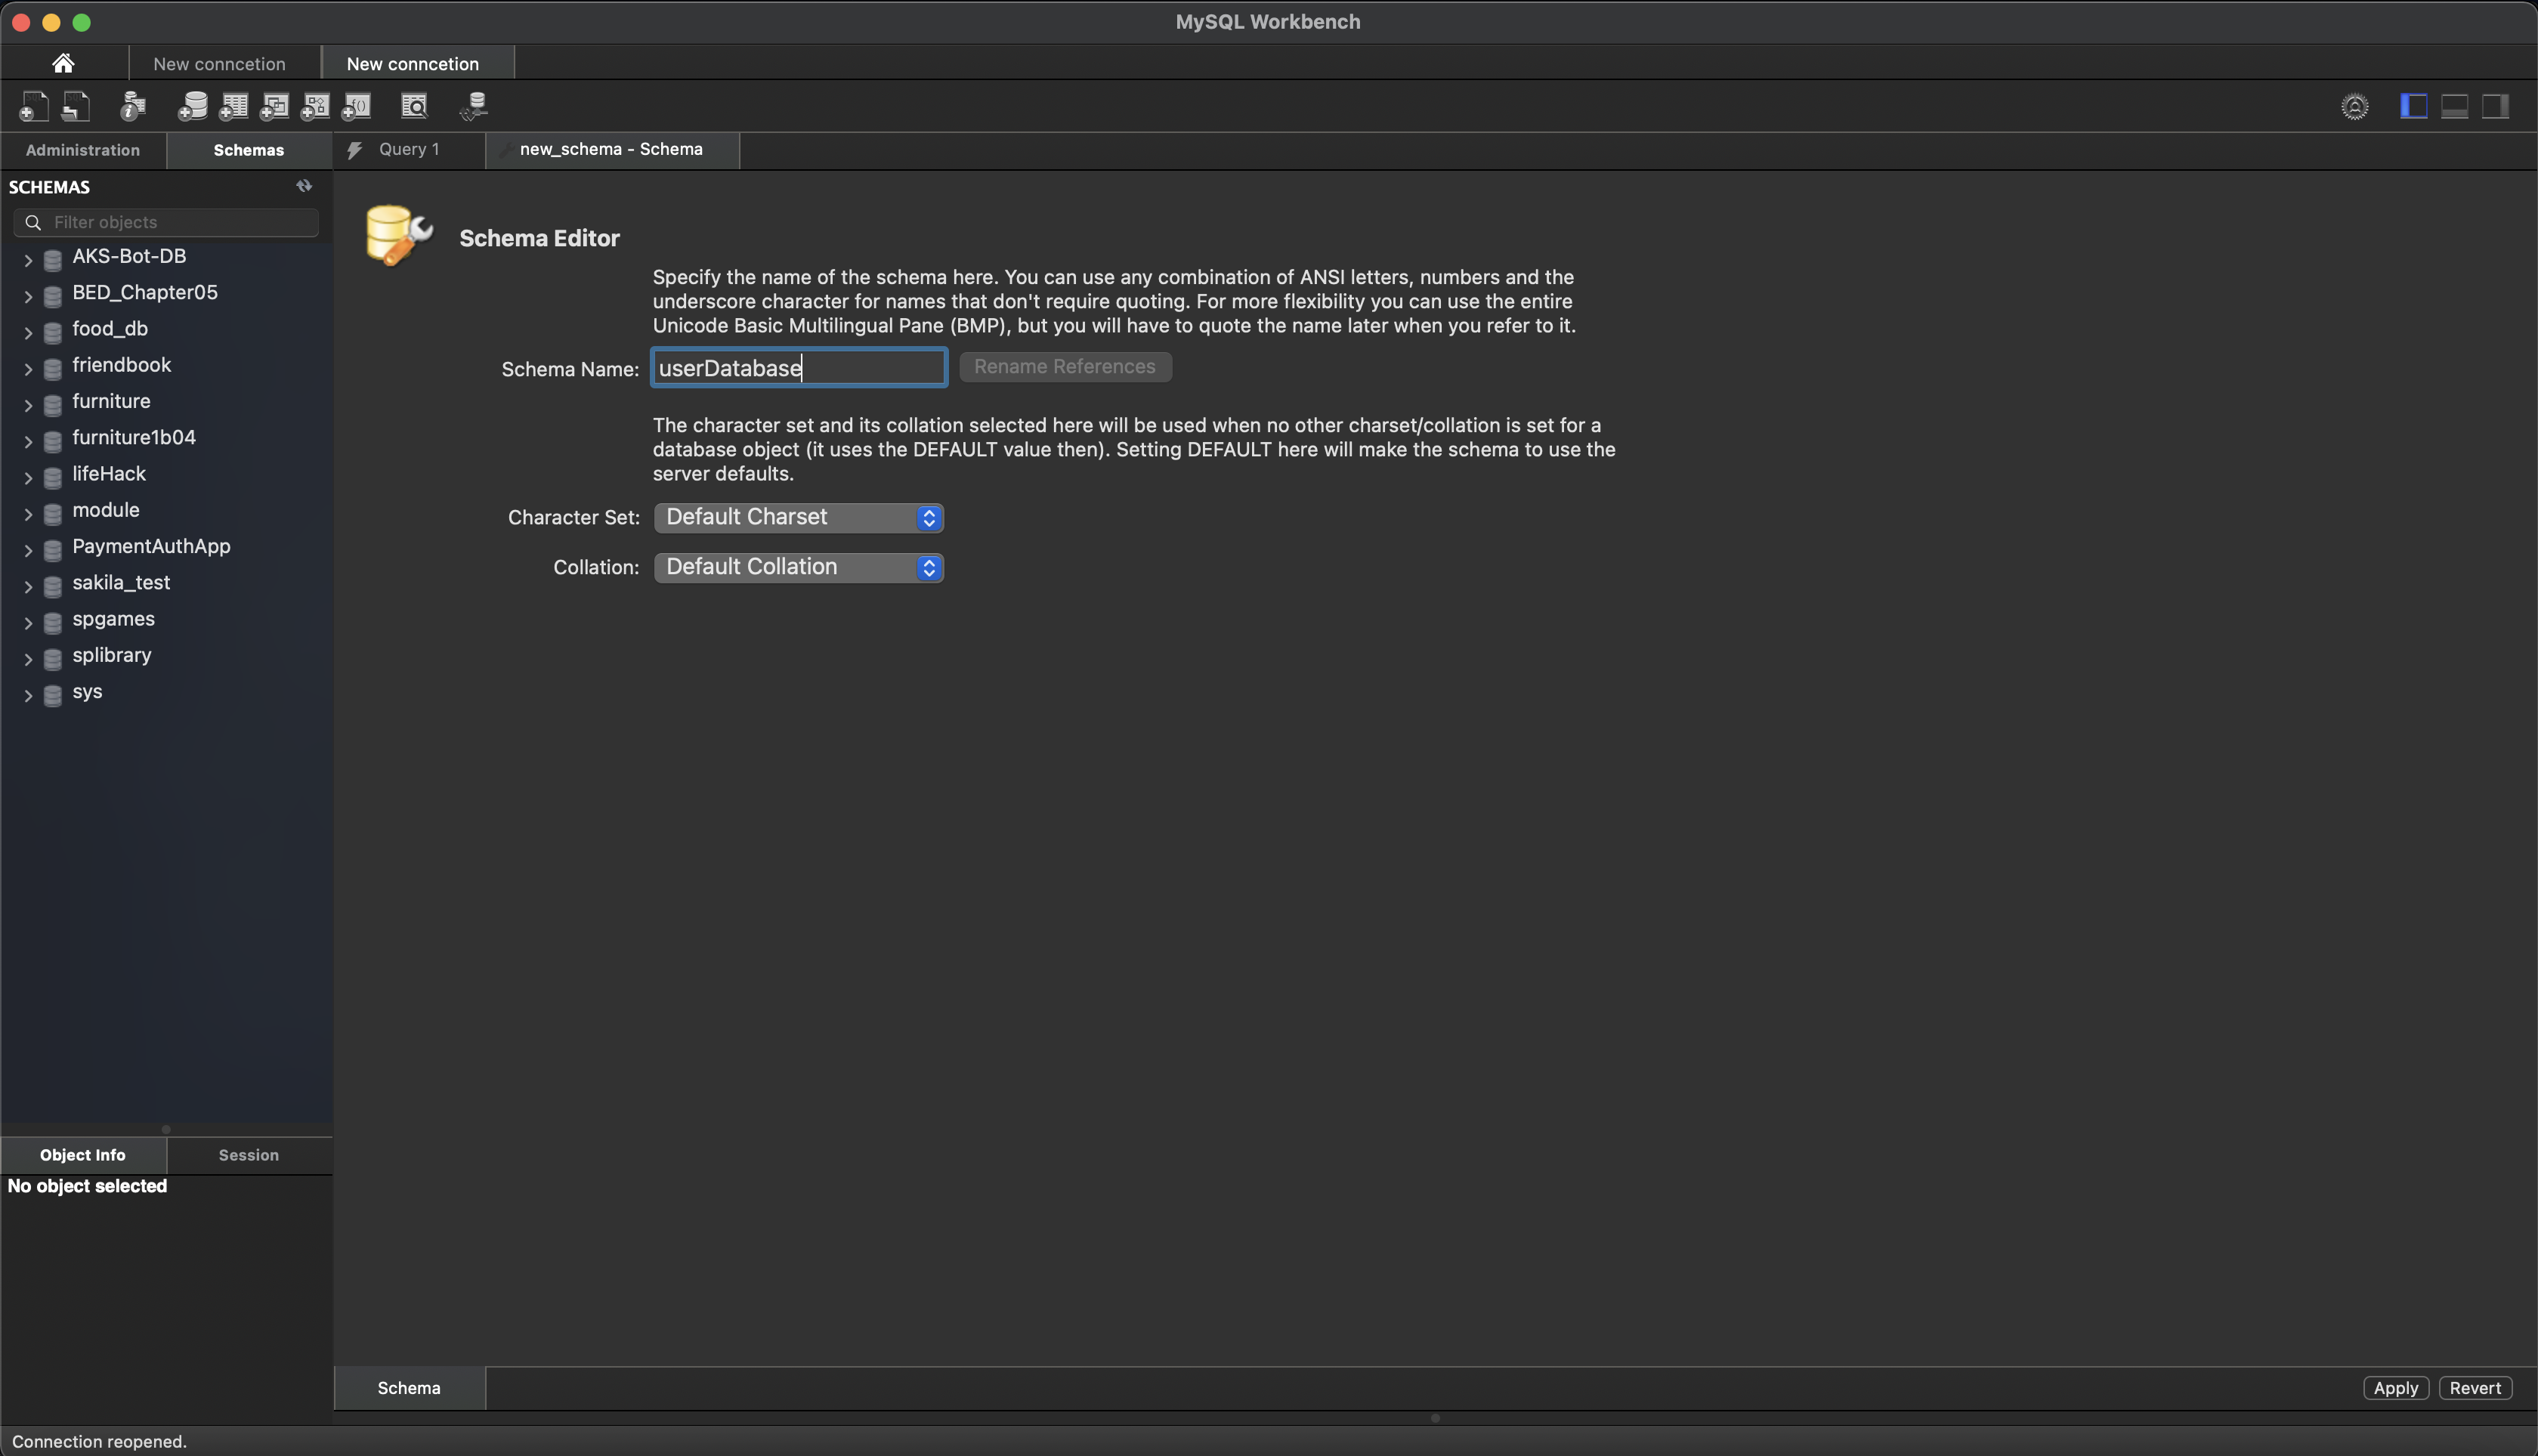 MySQL Workbench
New conncetion
New conncetion
Administration
Schemas
Query 1
new_schema - Schema
SCHEMAS
Filter objects
AKS-Bot-DB
BED_Chapter05
food_db
friendbook
furniture
furniture1b04
lifeHack
module
PaymentAuthApp
sakila_test
spgames
splibrary
sys
Schema Editor
Specify the name of the schema here. You can use any combination of ANSI letters, numbers and the
underscore character for names that don't require quoting. For more flexibility you can use the entire
Unicode Basic Multilingual Pane (BMP), but you will have to quote the name later when you refer to it.
Schema Name: userDatabase Rename References
The character set and its collation selected here will be used when no other charset/collation is set for a
database object (it uses the DEFAULT value then). Setting DEFAULT here will make the schema to use the
server defaults.
Character Set: Default Charset
Collation: Default Collation
Object Info
Session
No object selected
Schema
Apply
Revert
Connection reopened.